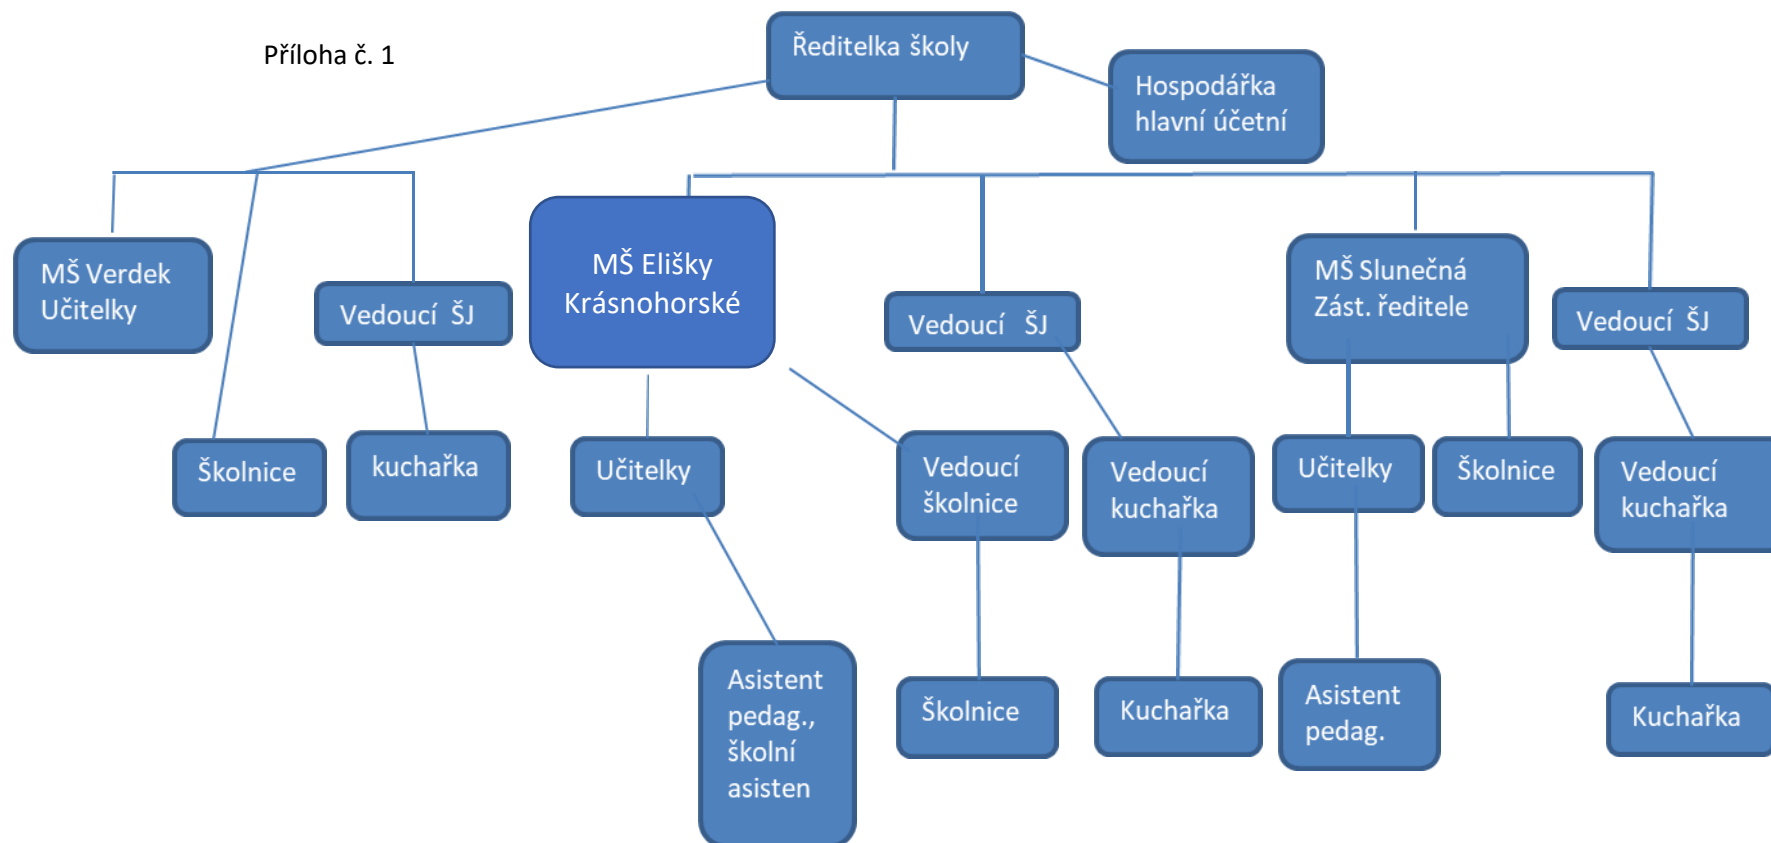 Příloha č. 1
Ředitelka školy
Hospodářka
hlavní účetní
MŠ Verdek
Učitelky
Vedoucí ŠJ
MŠ Elišky
Krásnohorské
Vedoucí ŠJ
MŠ Slunečná
Zást. ředitele
Vedoucí ŠJ
Školnice
kuchařka
Učitelky
Vedoucí
školnice
Vedoucí
kuchařka
Učitelky
Školnice
Vedoucí
kuchařka
Asistent
pedag.,
školní
asisten
Školnice
Kuchařka
Asistent
pedag.
Kuchařka